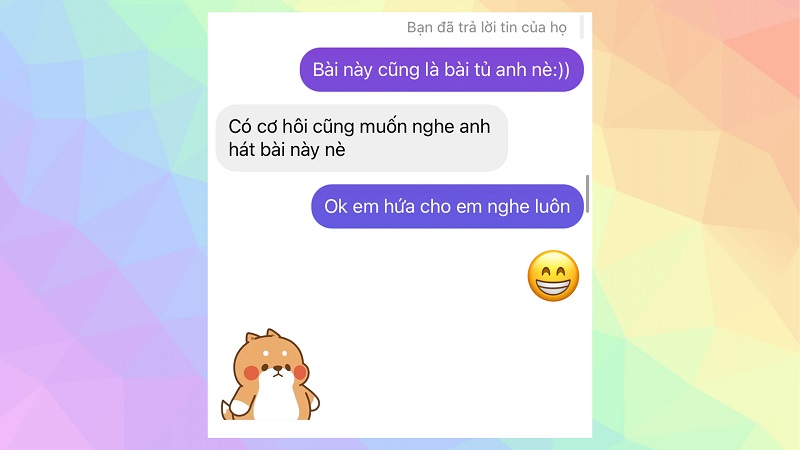 Bạn đã trả lời tin của họ
Bài này cũng là bài tủ anh nè:))
Có cơ hôi cũng muốn nghe anh
hát bài này nè
Ok em hứa cho em nghe luôn